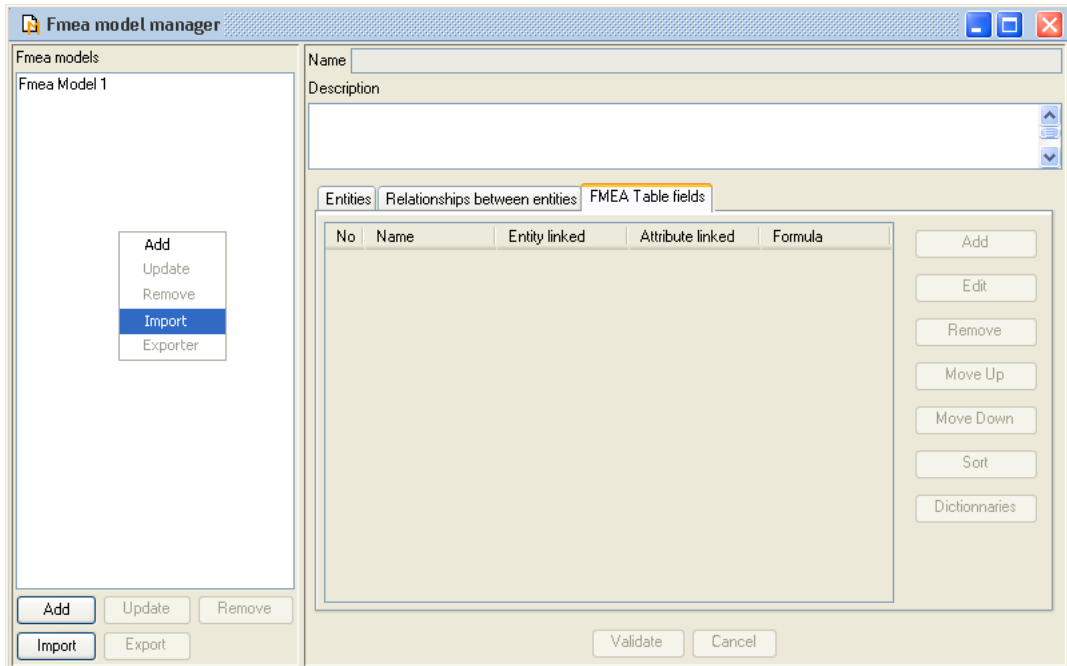 Fmea model manager
Fmea models
Fmea Model 1
Add
Update
Remove
Import
Exporter
Add Update Remove
Import Export
Name
Description
Entities Relationships between entities FMEA Table fields
No Name Entity linked Attribute linked Formula
Add
Edit
Remove
Move Up
Move Down
Sort
Dictionnaries
Validate Cancel